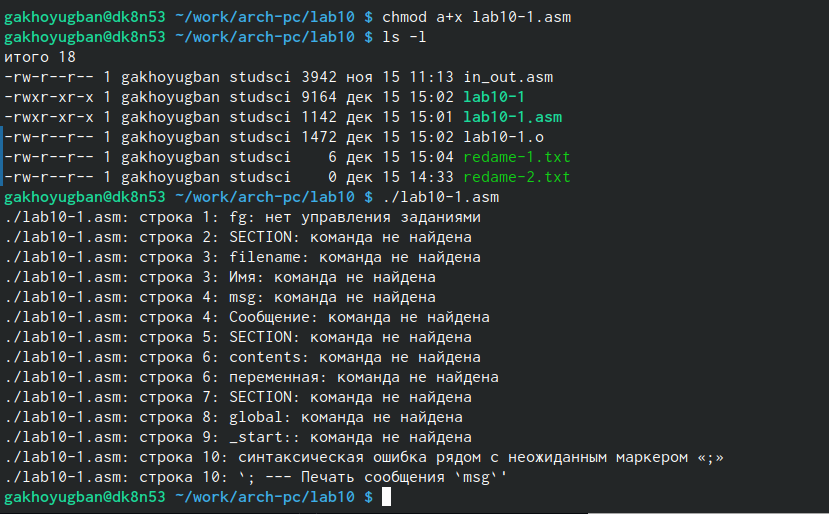 gakhoyugban@dk8n53 ~/work/arch-pc/lab10 $ chmod a+x lab10-1.asm
gakhoyugban@dk8n53 ~/work/arch-pc/lab10 $ ls -l
итого 18
-rw-r--r-- 1 gakhoyugban studsci 3942 ноя 15 11:13 in_out.asm
-rwxr-xr-x 1 gakhoyugban studsci 9164 дек 15 15:02 lab10-1
-rwxr-xr-x 1 gakhoyugban studsci 1142 дек 15 15:01 lab10-1.asm
-rw-r--r-- 1 gakhoyugban studsci 1472 дек 15 15:02 lab10-1.o
-rw-r--r-- 1 gakhoyugban studsci    6 дек 15 15:04 redame-1.txt
-rw-r--r-- 1 gakhoyugban studsci    0 дек 15 14:33 redame-2.txt
gakhoyugban@dk8n53 ~/work/arch-pc/lab10 $ ./lab10-1.asm
./lab10-1.asm: строка 1: fg: нет управления заданиями
./lab10-1.asm: строка 2: SECTION: команда не найдена
./lab10-1.asm: строка 3: filename: команда не найдена
./lab10-1.asm: строка 3: Имя: команда не найдена
./lab10-1.asm: строка 4: msg: команда не найдена
./lab10-1.asm: строка 4: Сообщение: команда не найдена
./lab10-1.asm: строка 5: SECTION: команда не найдена
./lab10-1.asm: строка 6: contents: команда не найдена
./lab10-1.asm: строка 6: переменная: команда не найдена
./lab10-1.asm: строка 7: SECTION: команда не найдена
./lab10-1.asm: строка 8: global: команда не найдена
./lab10-1.asm: строка 9: _start:: команда не найдена
./lab10-1.asm: строка 10: синтаксическая ошибка рядом с неожиданным маркером «;»
./lab10-1.asm: строка 10: `; --- Печать сообщения `msg`'
gakhoyugban@dk8n53 ~/work/arch-pc/lab10 $